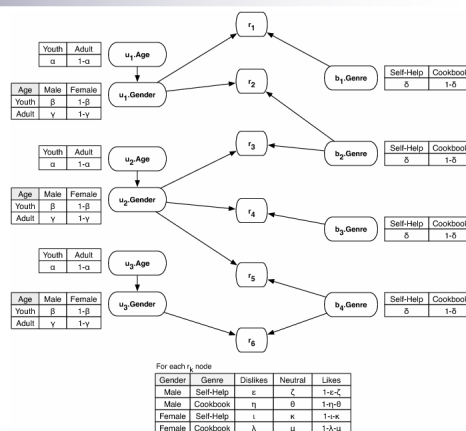 r1
Youth Adult
α 1-α
u1.Age
Age Male Female
Youth β 1-β
Adult γ 1-γ
u1.Gender
r2
b1.Genre
Self-Help Cookbook
δ 1-δ
Youth Adult
α 1-α
u2.Age
r3
b2.Genre
Self-Help Cookbook
δ 1-δ
Age Male Female
Youth β 1-β
Adult γ 1-γ
u2.Gender
r4
b3.Genre
Self-Help Cookbook
δ 1-δ
Youth Adult
α 1-α
u3.Age
r5
Age Male Female
Youth β 1-β
Adult γ 1-γ
u3.Gender
b4.Genre
Self-Help Cookbook
δ 1-δ
r6
For each rk node
Gender Genre Dislikes Neutral Likes
Male Self-Help ε ζ 1-ε-ζ
Male Cookbook η θ 1-η-θ
Female Self-Help ι κ 1-ι-κ
Female Cookbook λ μ 1-λ-μ